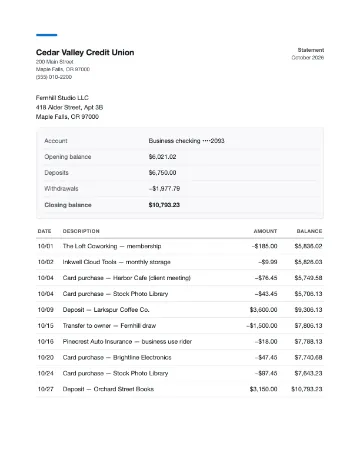 Cedar Valley Credit Union
200 Main Street
Maple Falls, OR 97000
(555) 010-2200
Statement
October 2026
Fernhill Studio LLC
418 Alder Street, Apt 3B
Maple Falls, OR 97000
Account Business checking ····2093
Opening balance $6,021.02
Deposits $6,750.00
Withdrawals −$1,977.79
Closing balance $10,793.23
DATE DESCRIPTION AMOUNT BALANCE
10/01 The Loft Coworking — membership −$185.00 $5,836.02
10/02 Inkwell Cloud Tools — monthly storage −$9.99 $5,826.03
10/04 Card purchase — Harbor Cafe (client meeting) −$76.45 $5,749.58
10/04 Card purchase — Stock Photo Library −$43.45 $5,706.13
10/09 Deposit — Larkspur Coffee Co. $3,600.00 $9,306.13
10/15 Transfer to owner — Fernhill draw −$1,500.00 $7,806.13
10/16 Pinecrest Auto Insurance — business use rider −$18.00 $7,788.13
10/20 Card purchase — Brightline Electronics −$47.45 $7,740.68
10/24 Card purchase — Stock Photo Library −$97.45 $7,643.23
10/27 Deposit — Orchard Street Books $3,150.00 $10,793.23